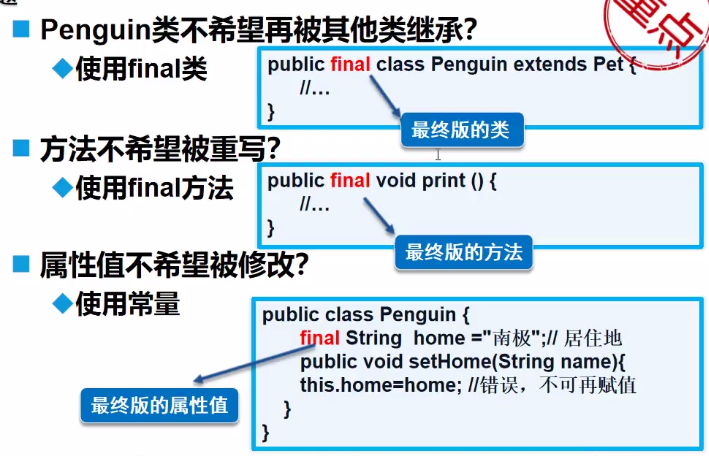 题
重点
Penguin类不希望再被其他类继承？
使用final类
public final class Penguin extends Pet {
//…
}
最终版的类
方法不希望被重写？
使用final方法
public final void print () {
//…
}
最终版的方法
属性值不希望被修改？
使用常量
public class Penguin {
final String home ="南极";// 居住地
public void setHome(String name){
this.home=home; //错误，不可再赋值
}
}
最终版的属性值